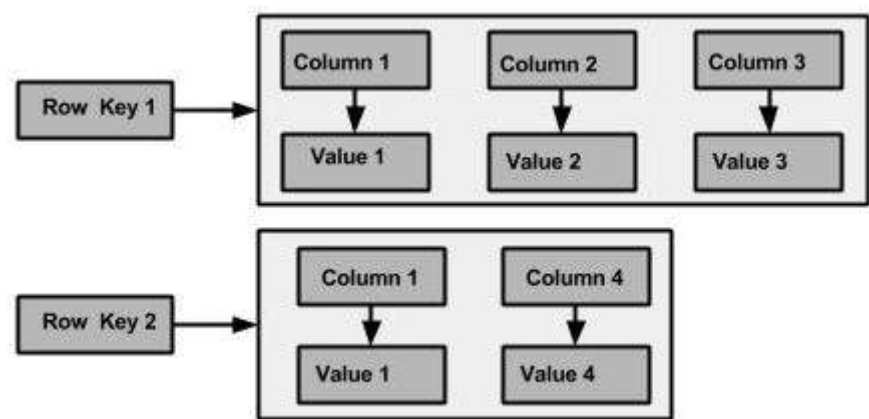 Column 1
Column 2
Column 3
Row Key 1
Value 1
Value 2
Value 3
Column 1
Column 4
Row Key 2
Value 1
Value 4